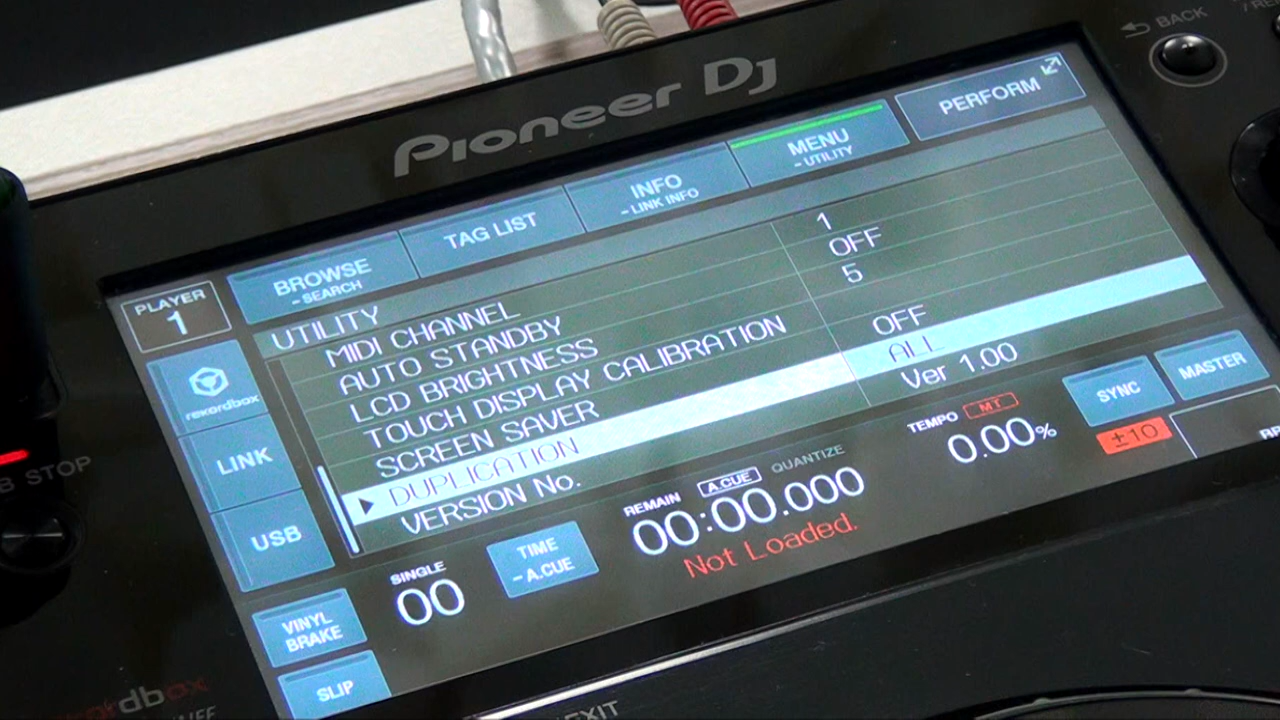 BACK
Pioneer Dj
PERFORM
MENU
- UTILITY
INFO
- LINK INFO
TAG LIST
BROWSE
- SEARCH
PLAYER
1
UTILITY
MIDI CHANNEL 1
AUTO STANDBY OFF
LCD BRIGHTNESS 5
TOUCH DISPLAY CALIBRATION
SCREEN SAVER OFF
DUPLICATION ALL
VERSION No. Ver 1.00
rekordbox
LINK
USB
STOP
SYNC
MASTER
TEMPO MT
0.00%
±10
REMAIN A.CUE QUANTIZE
00:00.000
Not Loaded.
SINGLE
00
TIME
- A.CUE
VINYL
BRAKE
SLIP
EXIT